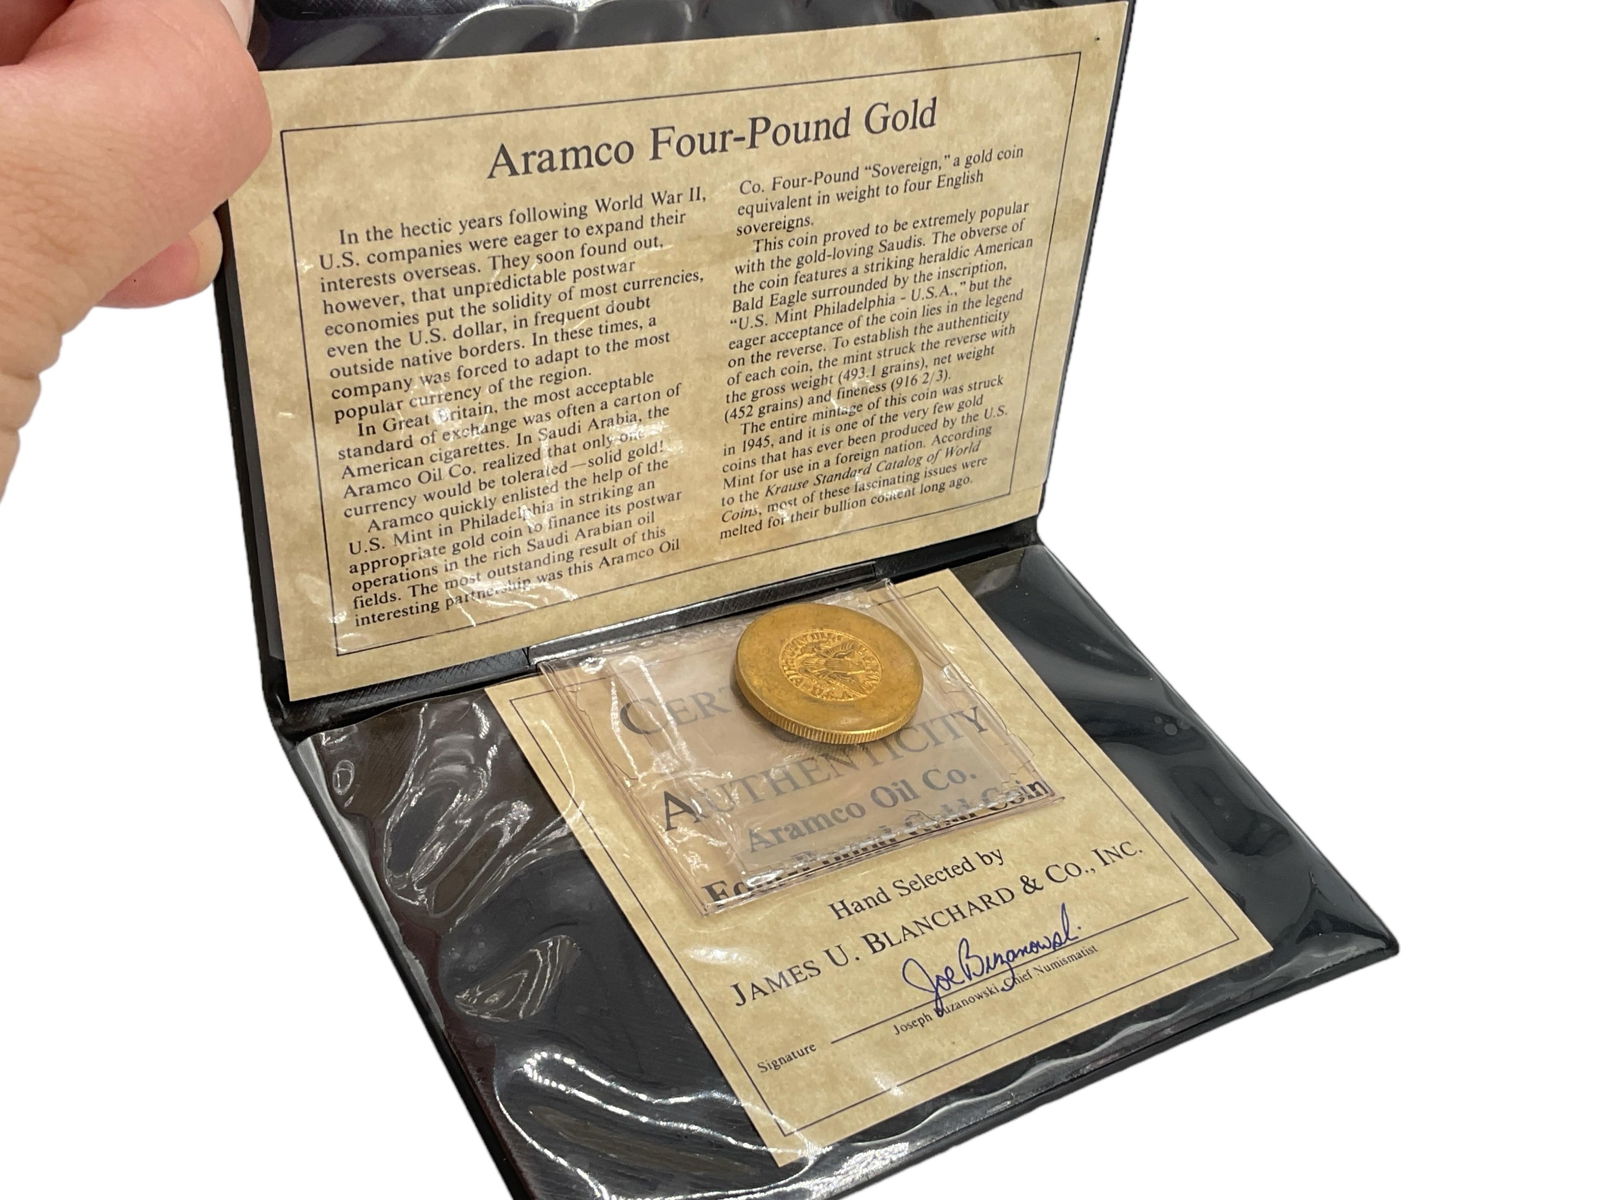 Aramco Four-Pound Gold
In the hectic years following World War II,
U.S. companies were eager to expand their
interests overseas. They soon found out,
however, that unpredictable postwar
economies put the solidity of most currencies,
even the U.S. dollar, in frequent doubt
outside native borders. In these times, a
company was forced to adapt to the most
popular currency of the region.
In Great Britain, the most acceptable
standard of exchange was often a carton of
American cigarettes. In Saudi Arabia, the
Aramco Oil Co. realized that only one
currency would be tolerated—solid gold!
Aramco quickly enlisted the help of the
U.S. Mint in Philadelphia in striking an
appropriate gold coin to finance its postwar
operations in the rich Saudi Arabian oil
fields. The most outstanding result of this
interesting partnership was this Aramco Oil
Co. Four-Pound “Sovereign,” a gold coin
equivalent in weight to four English
sovereigns.
This coin proved to be extremely popular
with the gold-loving Saudis. The obverse of
the coin features a striking heraldic American
Bald Eagle surrounded by the inscription,
“U.S. Mint Philadelphia - U.S.A.,” but the
eager acceptance of the coin lies in the legend
on the reverse. To establish the authenticity
of each coin, the mint struck the reverse with
the gross weight (493.1 grains), net weight
(452 grains) and fineness (916 2/3).
The entire mintage of this coin was struck
in 1945, and it is one of the very few gold
coins that has ever been produced by the U.S.
Mint for use in a foreign nation. According
to the Krause Standard Catalog of World
Coins, most of these fascinating issues were
melted for their bullion content long ago.
AUTHENTICITY
Aramco Oil Co.
Gold Coin
Hand Selected by
JAMES U. BLANCHARD & CO., INC.
Joe Buzanowski
Signature
Joseph Buzanowski, Chief Numismatist